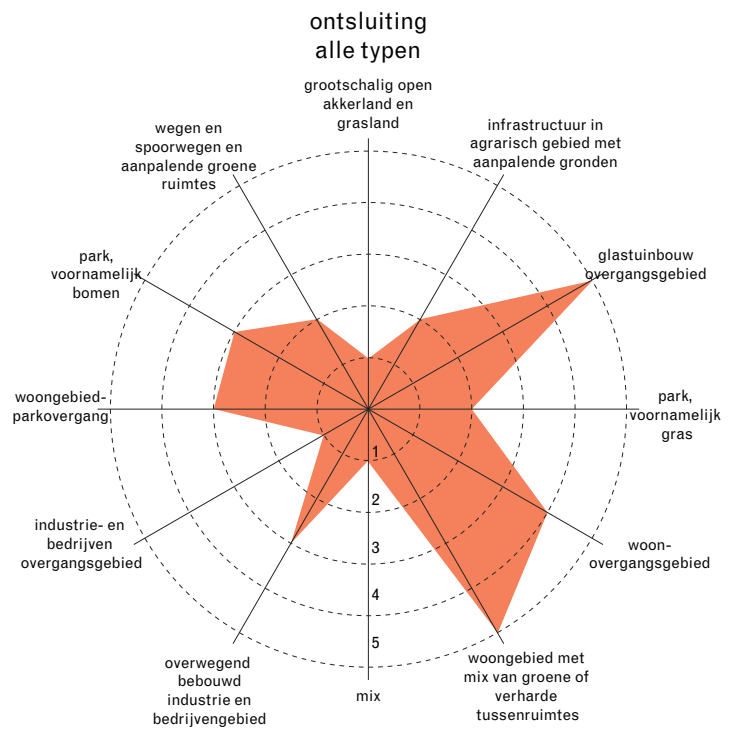 ontsluiting
alle typen
grootschalig open
akkerland en
grasland
infrastructuur in
agrarisch gebied met
aanpalende gronden
glastuinbouw
overgangsgebied
park,
voornamelijk
gras
woon-
overgangsgebied
woongebied met
mix van groene of
verharde
tussenruimtes
mix
overwegend
bebouwd
industrie en
bedrijvengebied
industrie- en
bedrijven
overgangsgebied
woongebied-
parkovergang
park,
voornamelijk
bomen
wegen en
spoorwegen en
aanpalende groene
ruimtes
1
2
3
4
5